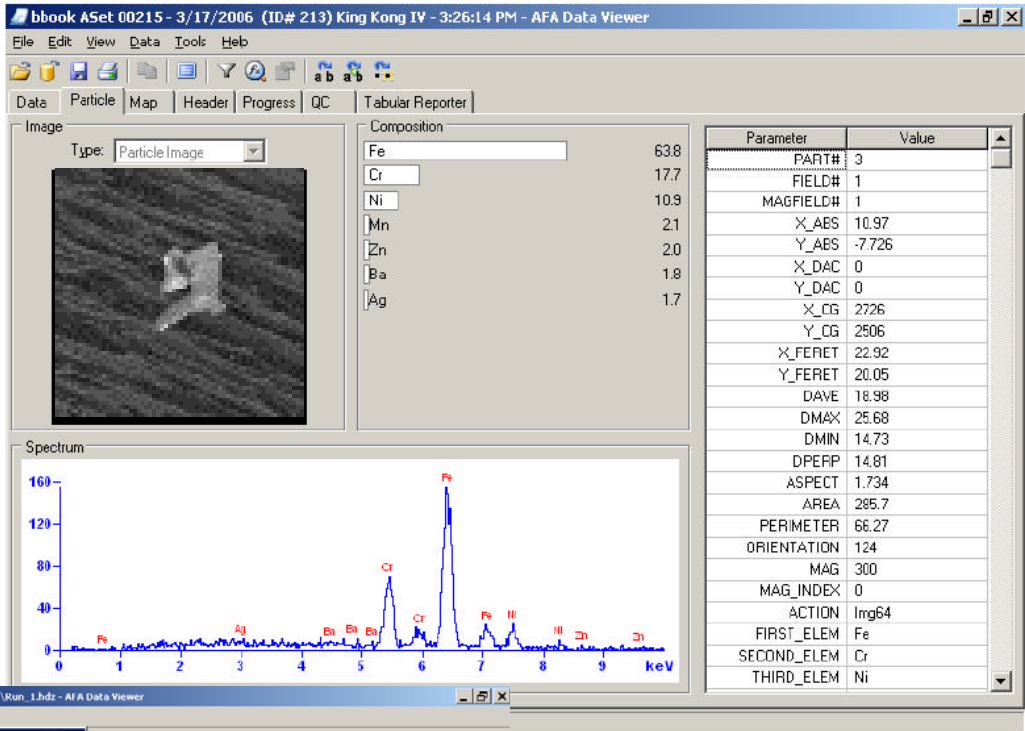 bbook ASet 00215 - 3/17/2006 (ID# 213) King Kong IV - 3:26:14 PM - AFA Data Viewer
File Edit View Data Tools Help
Data Particle Map Header Progress QC Tabular Reporter
Image
Type: Particle Image
Composition
Fe 63.8
Cr 17.7
Ni 10.9
Mn 2.1
Zn 2.0
Ba 1.8
Ag 1.7
Parameter Value
PART# 3
FIELD# 1
MAGFIELD# 1
X_ABS 10.97
Y_ABS -7.726
X_DAC 0
Y_DAC 0
X_CG 2726
Y_CG 2506
X_FERET 22.92
Y_FERET 20.05
DAVE 18.98
DMAX 25.68
DMIN 14.73
DPERP 14.81
ASPECT 1.734
AREA 285.7
PERIMETER 66.27
ORIENTATION 124
MAG 300
MAG_INDEX 0
ACTION Img64
FIRST_ELEM Fe
SECOND_ELEM Cr
THIRD_ELEM Ni
Spectrum
160
120
80
40
0
Fe Ag Ba Ba Ba Cr Cr Fe Fe Ni Ni Zn Zn
0 1 2 3 4 5 6 7 8 9 keV
\Run_1.hdz - AFA Data Viewer